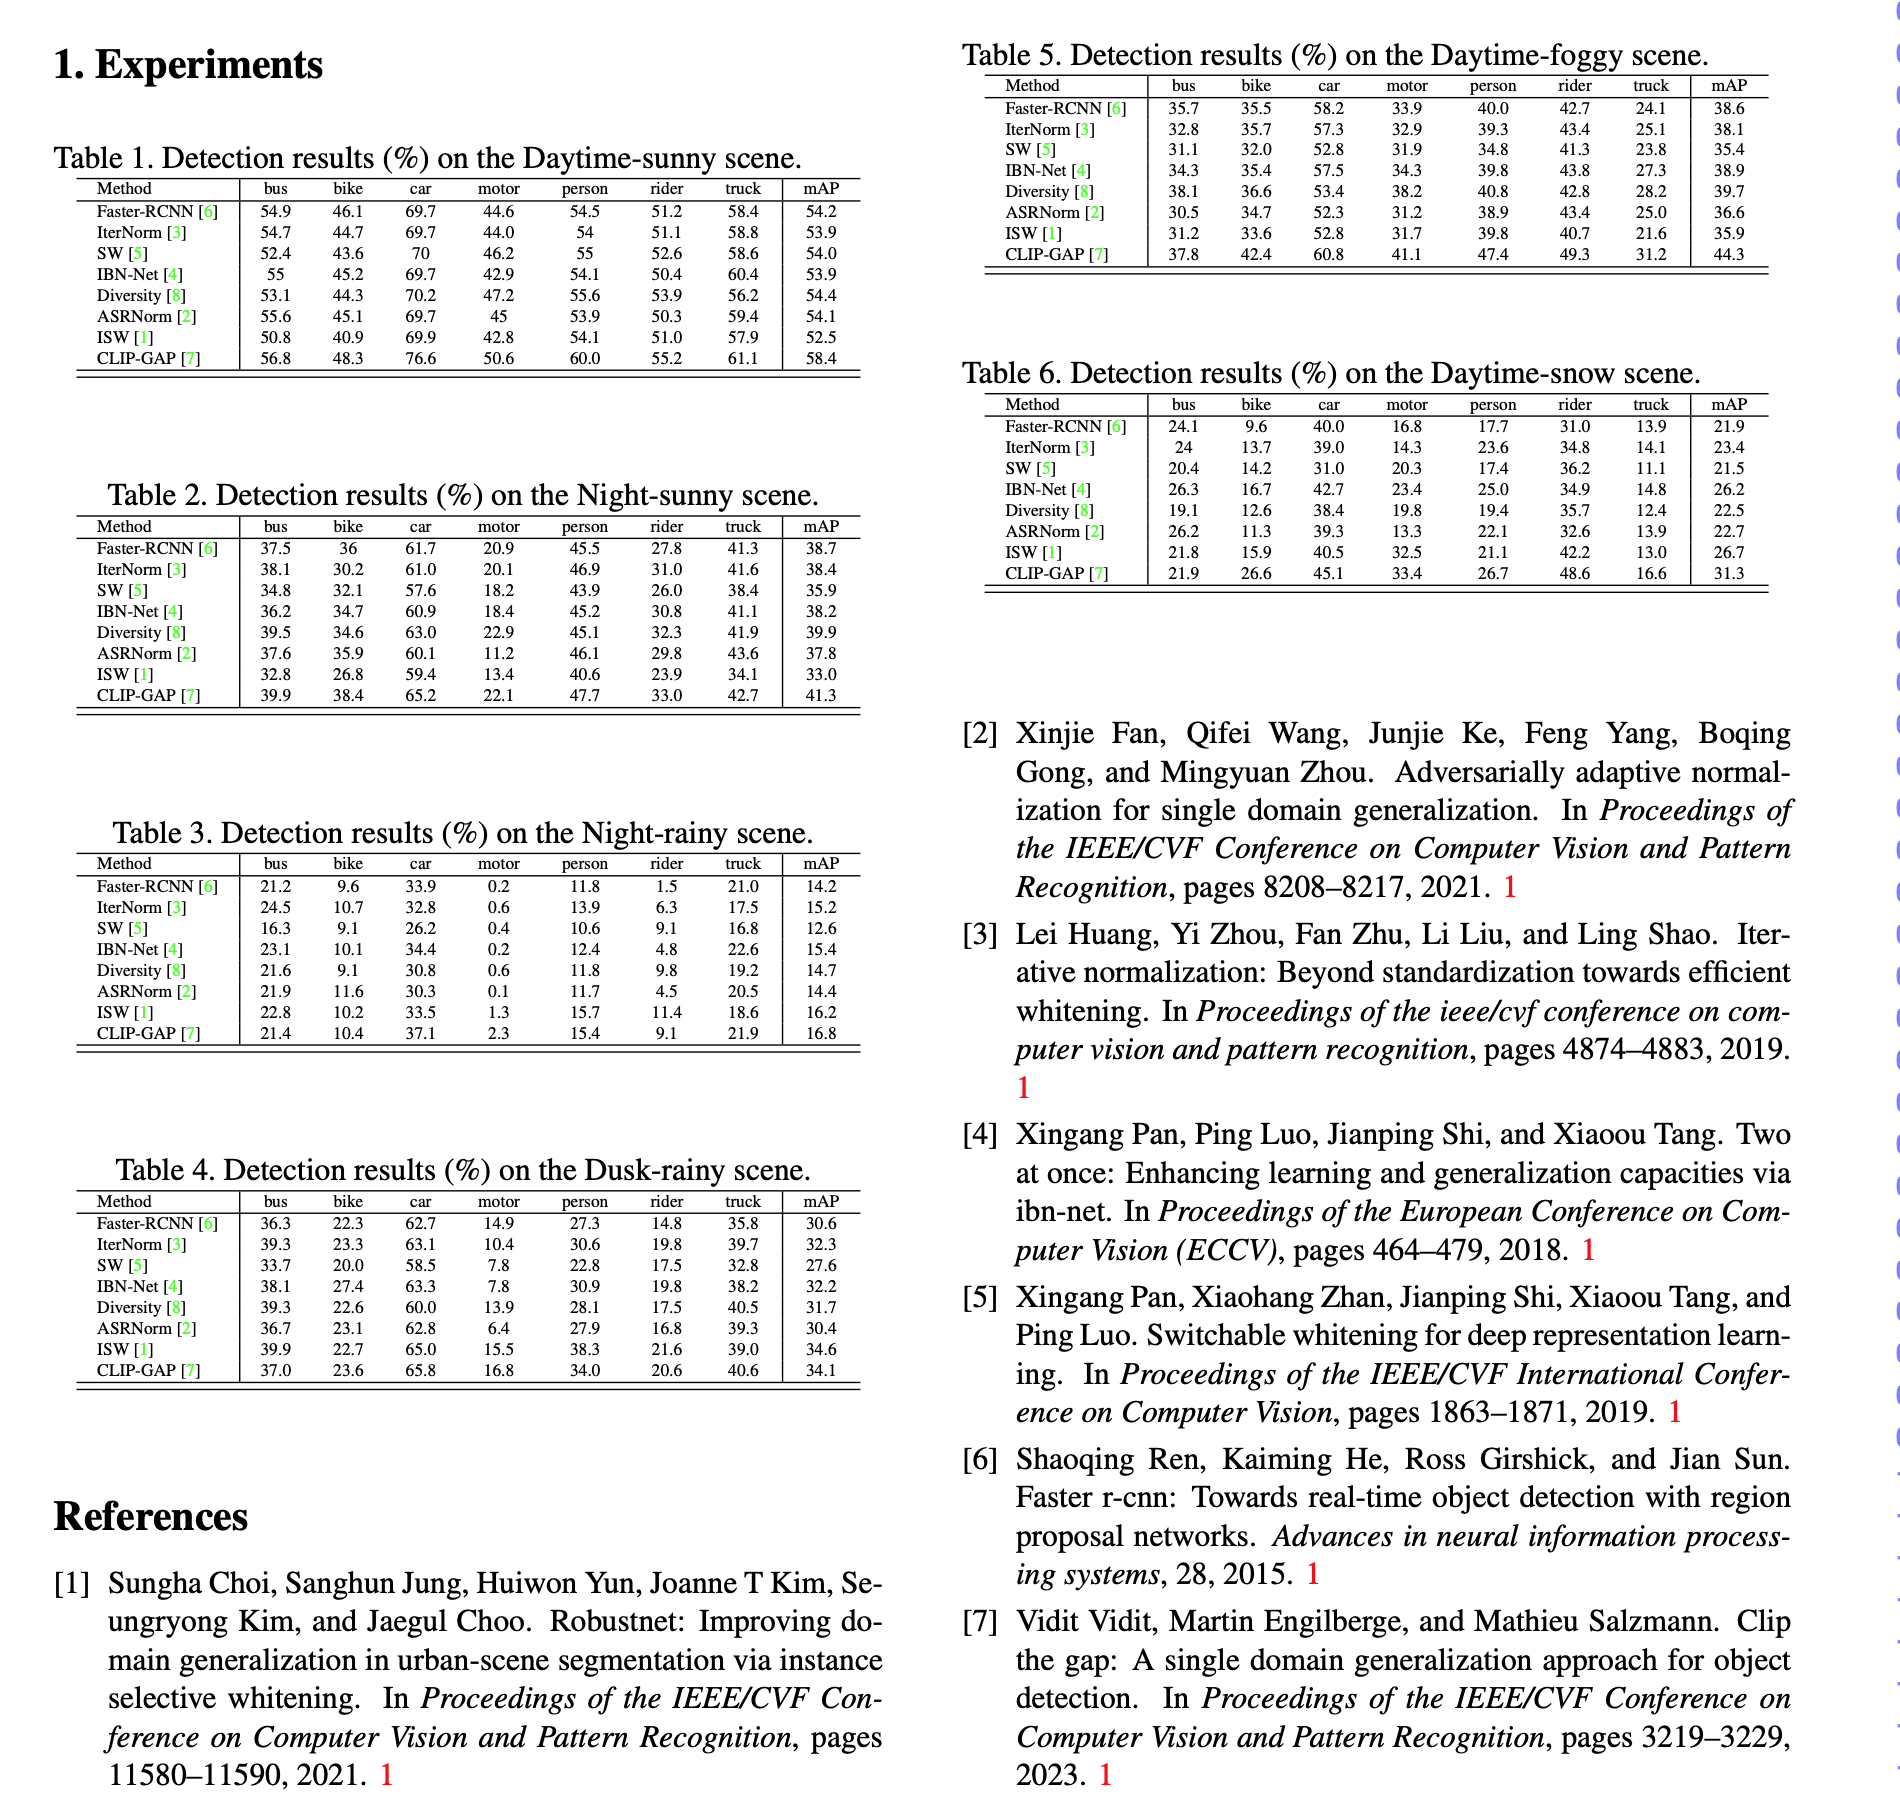 1. Experiments
Table 1. Detection results (%) on the Daytime-sunny scene.
Method bus bike car motor person rider truck mAP
Faster-RCNN [6] 54.9 46.1 69.7 44.6 54.5 51.2 58.4 54.2
IterNorm [3] 54.7 44.7 69.7 44.0 54 51.1 58.8 53.9
SW [5] 52.4 43.6 70 46.2 55 52.6 58.6 54.0
IBN-Net [4] 55 45.2 69.7 42.9 54.1 50.4 60.4 53.9
Diversity [8] 53.1 44.3 70.2 47.2 55.6 53.9 56.2 54.4
ASRNorm [2] 55.6 45.1 69.7 45 53.9 50.3 59.4 54.1
ISW [1] 50.8 40.9 69.9 42.8 54.1 51.0 57.9 52.5
CLIP-GAP [7] 56.8 48.3 76.6 50.6 60.0 55.2 61.1 58.4
Table 2. Detection results (%) on the Night-sunny scene.
Method bus bike car motor person rider truck mAP
Faster-RCNN [6] 37.5 36 61.7 20.9 45.5 27.8 41.3 38.7
IterNorm [3] 38.1 30.2 61.0 20.1 46.9 31.0 41.6 38.4
SW [5] 34.8 32.1 57.6 18.2 43.9 26.0 38.4 35.9
IBN-Net [4] 36.2 34.7 60.9 18.4 45.2 30.8 41.1 38.2
Diversity [8] 39.5 34.6 63.0 22.9 45.1 32.3 41.9 39.9
ASRNorm [2] 37.6 35.9 60.1 11.2 46.1 29.8 43.6 37.8
ISW [1] 32.8 26.8 59.4 13.4 40.6 23.9 34.1 33.0
CLIP-GAP [7] 39.9 38.4 65.2 22.1 47.7 33.0 42.7 41.3
Table 3. Detection results (%) on the Night-rainy scene.
Method bus bike car motor person rider truck mAP
Faster-RCNN [6] 21.2 9.6 33.9 0.2 11.8 1.5 21.0 14.2
IterNorm [3] 24.5 10.7 32.8 0.6 13.9 6.3 17.5 15.2
SW [5] 16.3 9.1 26.2 0.4 10.6 9.1 16.8 12.6
IBN-Net [4] 23.1 10.1 34.4 0.2 12.4 4.8 22.6 15.4
Diversity [8] 21.6 9.1 30.8 0.6 11.8 9.8 19.2 14.7
ASRNorm [2] 21.9 11.6 30.3 0.1 11.7 4.5 20.5 14.4
ISW [1] 22.8 10.2 33.5 1.3 15.7 11.4 18.6 16.2
CLIP-GAP [7] 21.4 10.4 37.1 2.3 15.4 9.1 21.9 16.8
Table 4. Detection results (%) on the Dusk-rainy scene.
Method bus bike car motor person rider truck mAP
Faster-RCNN [6] 36.3 22.3 62.7 14.9 27.3 14.8 35.8 30.6
IterNorm [3] 39.3 23.3 63.1 10.4 30.6 19.8 39.7 32.3
SW [5] 33.7 20.0 58.5 7.8 22.8 17.5 32.8 27.6
IBN-Net [4] 38.1 27.4 63.3 7.8 30.9 19.8 38.2 32.2
Diversity [8] 39.3 22.6 60.0 13.9 28.1 17.5 40.5 31.7
ASRNorm [2] 36.7 23.1 62.8 6.4 27.9 16.8 39.3 30.4
ISW [1] 39.9 22.7 65.0 15.5 38.3 21.6 39.0 34.6
CLIP-GAP [7] 37.0 23.6 65.8 16.8 34.0 20.6 40.6 34.1
References
[1] Sungha Choi, Sanghun Jung, Huiwon Yun, Joanne T Kim, Se-
ungryong Kim, and Jaegul Choo. Robustnet: Improving do-
main generalization in urban-scene segmentation via instance
selective whitening. In Proceedings of the IEEE/CVF Con-
ference on Computer Vision and Pattern Recognition, pages
11580–11590, 2021. 1
Table 5. Detection results (%) on the Daytime-foggy scene.
Method bus bike car motor person rider truck mAP
Faster-RCNN [6] 35.7 35.5 58.2 33.9 40.0 42.7 24.1 38.6
IterNorm [3] 32.8 35.7 57.3 32.9 39.3 43.4 25.1 38.1
SW [5] 31.1 32.0 52.8 31.9 34.8 41.3 23.8 35.4
IBN-Net [4] 34.3 35.4 57.5 34.3 39.8 43.8 27.3 38.9
Diversity [8] 38.1 36.6 53.4 38.2 40.8 42.8 28.2 39.7
ASRNorm [2] 30.5 34.7 52.3 31.2 38.9 43.4 25.0 36.6
ISW [1] 31.2 33.6 52.8 31.7 39.8 40.7 21.6 35.9
CLIP-GAP [7] 37.8 42.4 60.8 41.1 47.4 49.3 31.2 44.3
Table 6. Detection results (%) on the Daytime-snow scene.
Method bus bike car motor person rider truck mAP
Faster-RCNN [6] 24.1 9.6 40.0 16.8 17.7 31.0 13.9 21.9
IterNorm [3] 24 13.7 39.0 14.3 23.6 34.8 14.1 23.4
SW [5] 20.4 14.2 31.0 20.3 17.4 36.2 11.1 21.5
IBN-Net [4] 26.3 16.7 42.7 23.4 25.0 34.9 14.8 26.2
Diversity [8] 19.1 12.6 38.4 19.8 19.4 35.7 12.4 22.5
ASRNorm [2] 26.2 11.3 39.3 13.3 22.1 32.6 13.9 22.7
ISW [1] 21.8 15.9 40.5 32.5 21.1 42.2 13.0 26.7
CLIP-GAP [7] 21.9 26.6 45.1 33.4 26.7 48.6 16.6 31.3
[2] Xinjie Fan, Qifei Wang, Junjie Ke, Feng Yang, Boqing
Gong, and Mingyuan Zhou. Adversarially adaptive normal-
ization for single domain generalization. In Proceedings of
the IEEE/CVF Conference on Computer Vision and Pattern
Recognition, pages 8208–8217, 2021. 1
[3] Lei Huang, Yi Zhou, Fan Zhu, Li Liu, and Ling Shao. Iter-
ative normalization: Beyond standardization towards efficient
whitening. In Proceedings of the ieee/cvf conference on com-
puter vision and pattern recognition, pages 4874–4883, 2019.
1
[4] Xingang Pan, Ping Luo, Jianping Shi, and Xiaoou Tang. Two
at once: Enhancing learning and generalization capacities via
ibn-net. In Proceedings of the European Conference on Com-
puter Vision (ECCV), pages 464–479, 2018. 1
[5] Xingang Pan, Xiaohang Zhan, Jianping Shi, Xiaoou Tang, and
Ping Luo. Switchable whitening for deep representation learn-
ing. In Proceedings of the IEEE/CVF International Confer-
ence on Computer Vision, pages 1863–1871, 2019. 1
[6] Shaoqing Ren, Kaiming He, Ross Girshick, and Jian Sun.
Faster r-cnn: Towards real-time object detection with region
proposal networks. Advances in neural information process-
ing systems, 28, 2015. 1
[7] Vidit Vidit, Martin Engilberge, and Mathieu Salzmann. Clip
the gap: A single domain generalization approach for object
detection. In Proceedings of the IEEE/CVF Conference on
Computer Vision and Pattern Recognition, pages 3219–3229,
2023. 1